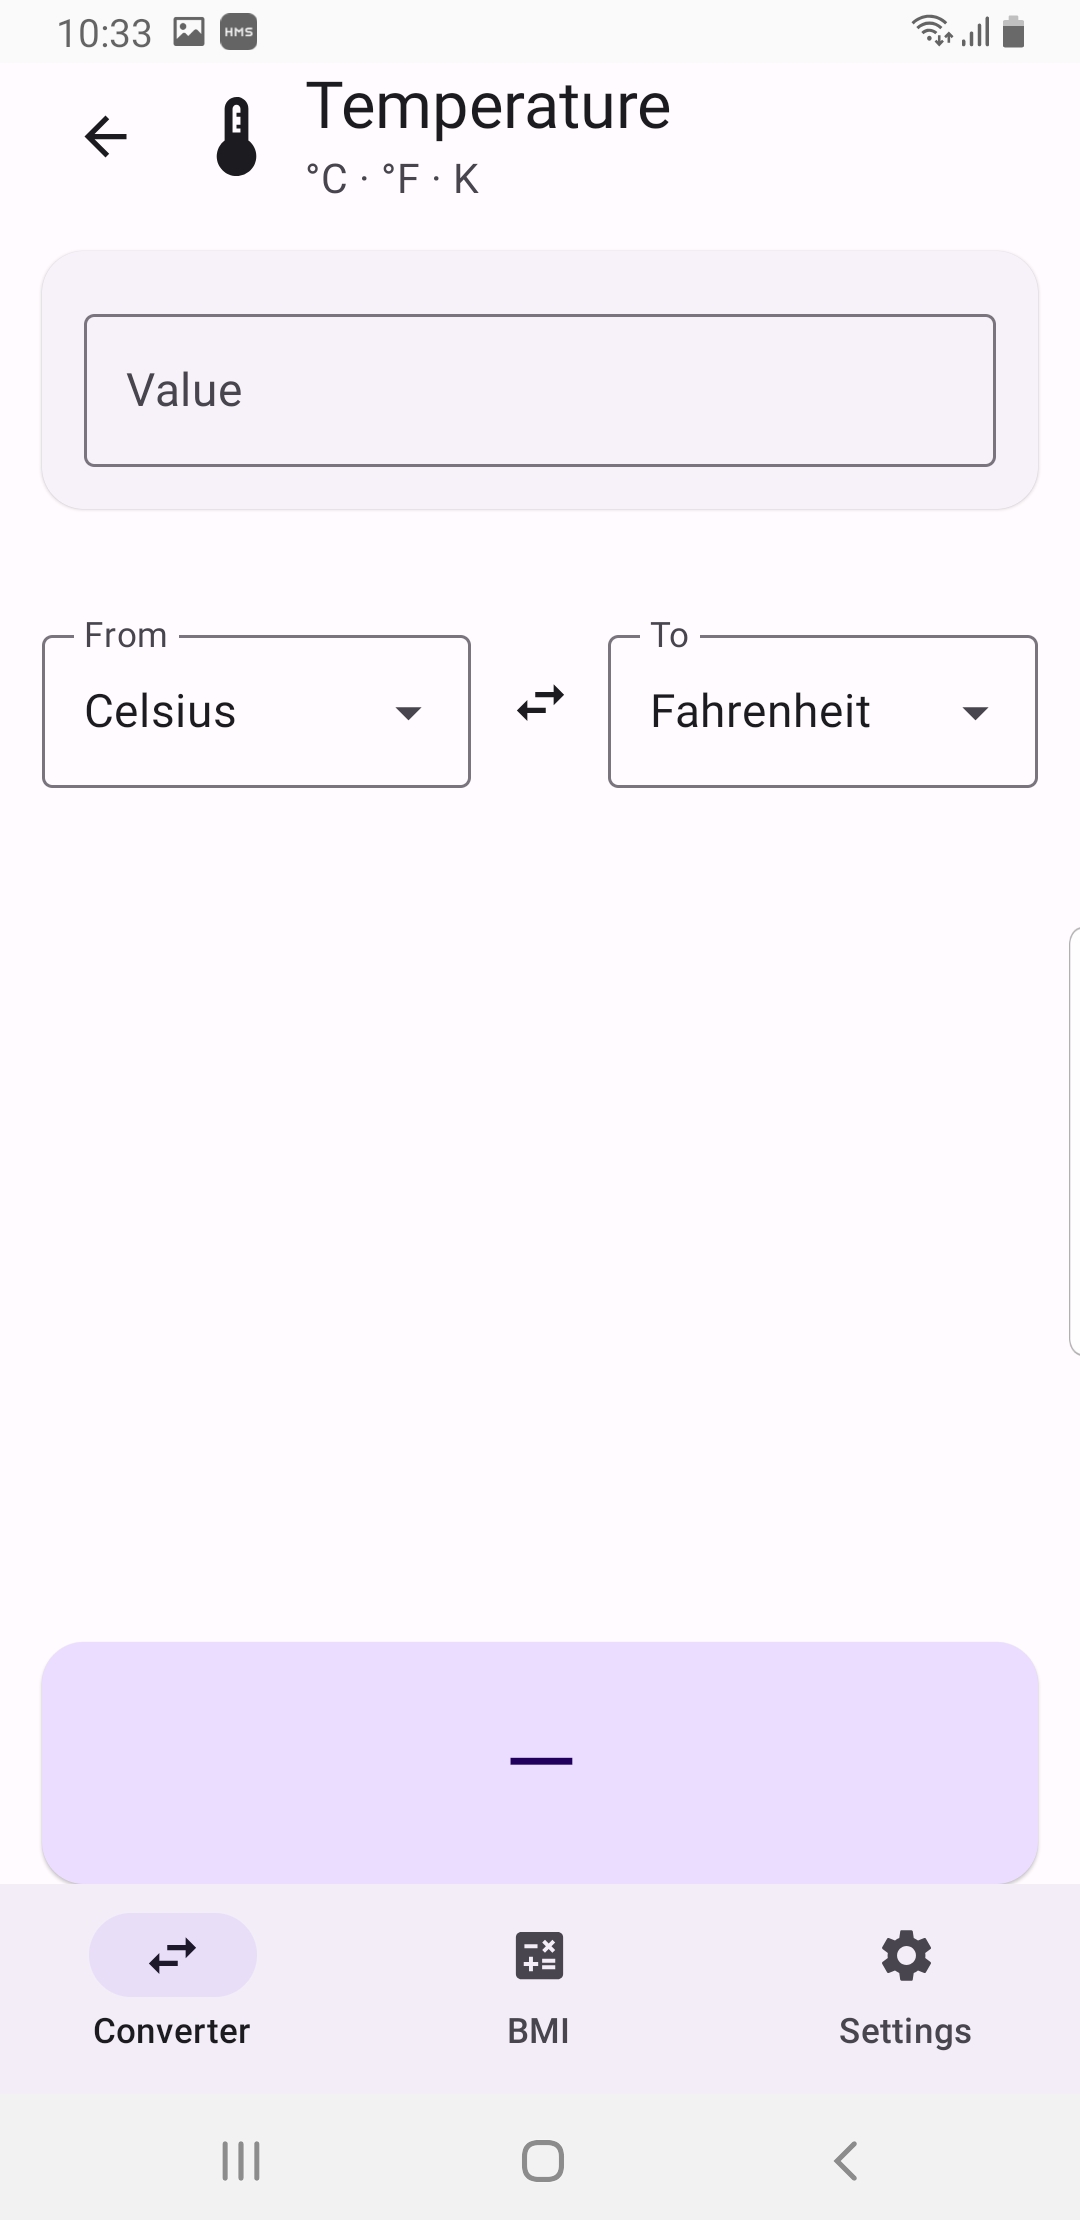 10:33 HMS
Temperature
°C · °F · K
Value
From
To
Celsius
Fahrenheit
—
Converter
BMI
Settings